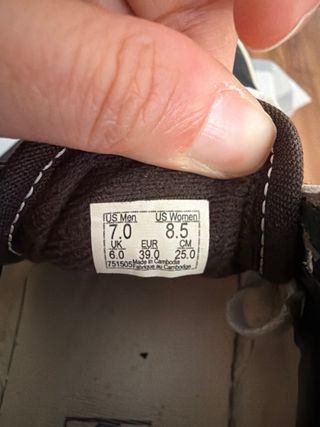 US Men US Women
7.0 8.5
UK EUR CM
6.0 39.0 25.0
751505 Made in Cambodia
Fabriqué au Cambodge